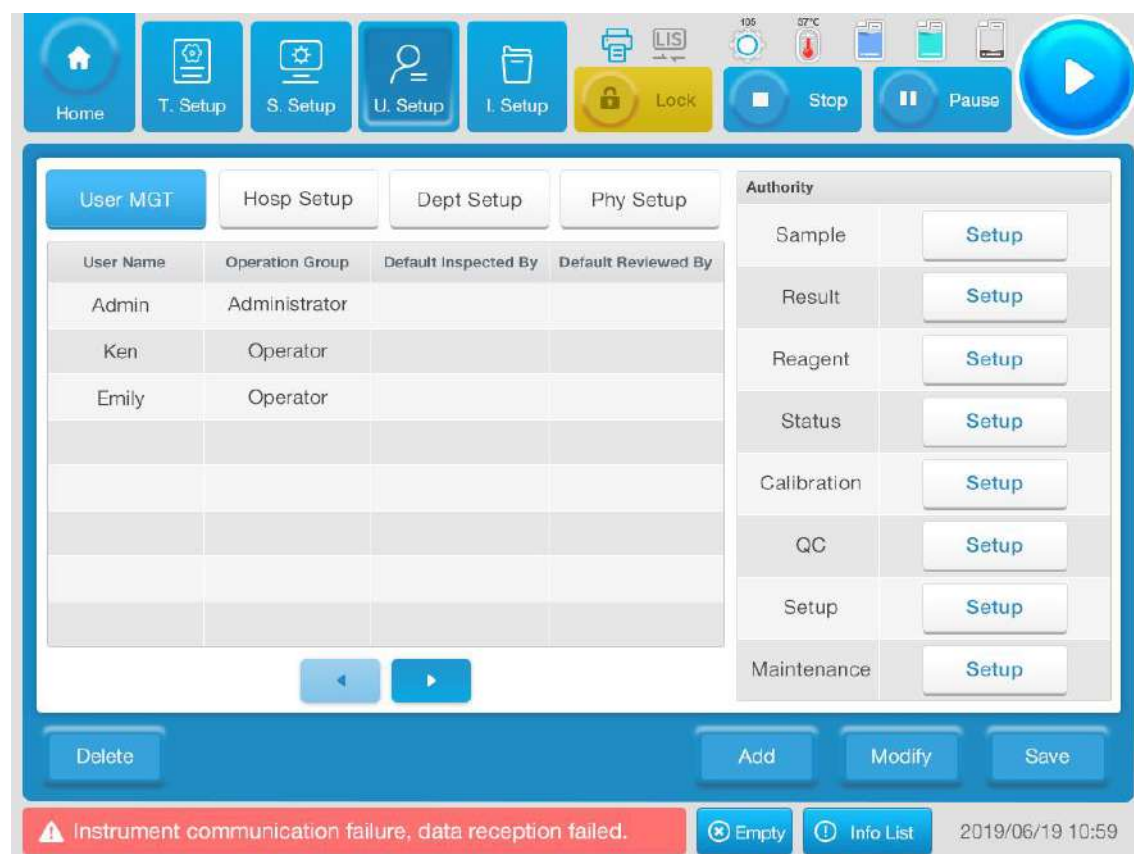 105
37°C
LIS
Home
T. Setup
S. Setup
U. Setup
I. Setup
Lock
Stop
Pause
User MGT
Hosp Setup
Dept Setup
Phy Setup
User Name Operation Group Default Inspected By Default Reviewed By
Admin Administrator
Ken Operator
Emily Operator
Authority
Sample Setup
Result Setup
Reagent Setup
Status Setup
Calibration Setup
QC Setup
Setup Setup
Maintenance Setup
Delete
Add
Modify
Save
Instrument communication failure, data reception failed.
Empty
Info List
2019/06/19 10:59